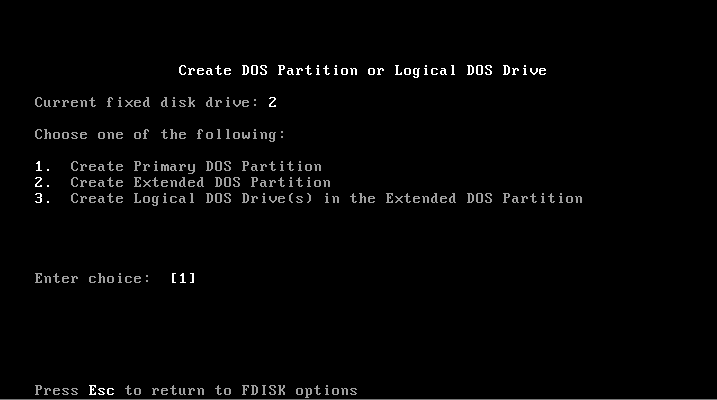 Create DOS Partition or Logical DOS Drive
Current fixed disk drive: 2
Choose one of the following:
1. Create Primary DOS Partition
2. Create Extended DOS Partition
3. Create Logical DOS Drive(s) in the Extended DOS Partition
Enter choice: [1]
Press Esc to return to FDISK options